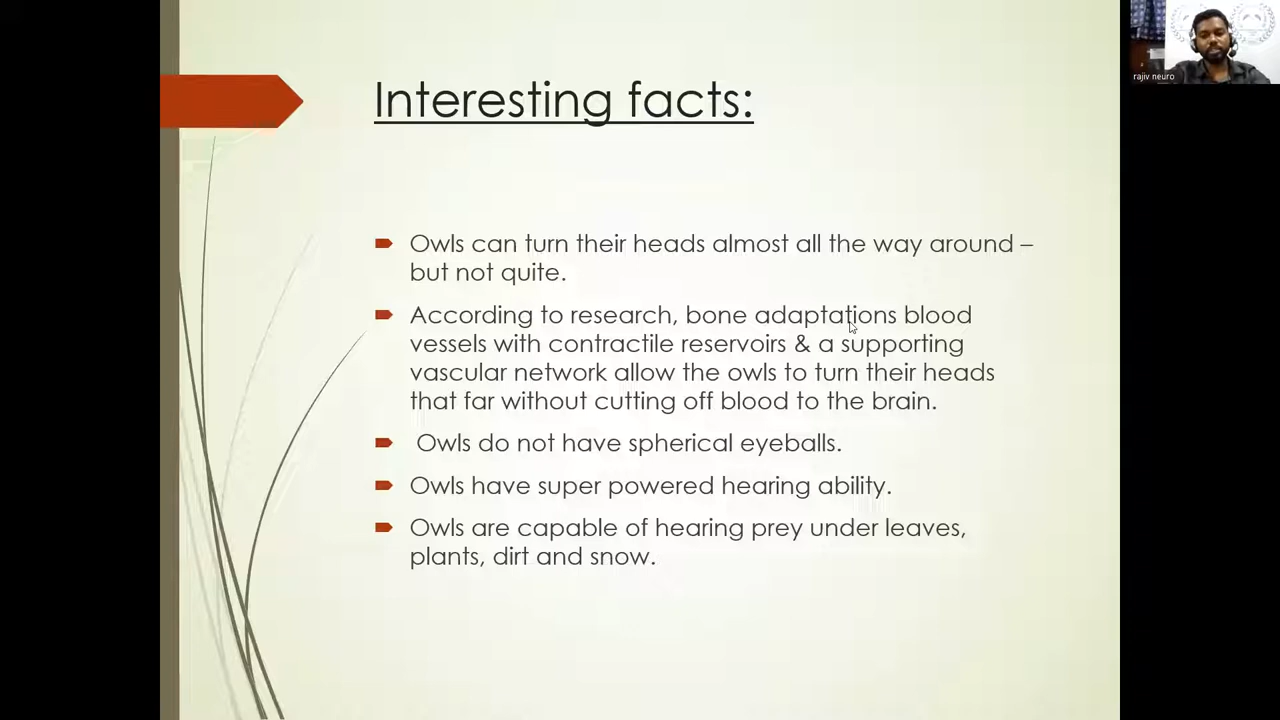 Interesting facts:
Owls can turn their heads almost all the way around –
but not quite.
According to research, bone adaptations blood
vessels with contractile reservoirs & a supporting
vascular network allow the owls to turn their heads
that far without cutting off blood to the brain.
Owls do not have spherical eyeballs.
Owls have super powered hearing ability.
Owls are capable of hearing prey under leaves,
plants, dirt and snow.
rajiv neuro